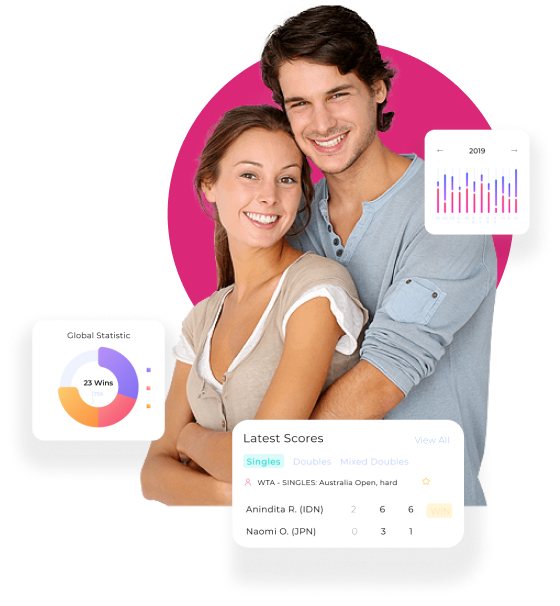 ← 2019 →
Global Statistic
23 Wins
Latest Scores View All
Singles Doubles Mixed Doubles
WTA - SINGLES: Australia Open, hard
Anindita R. (IDN) 2 6 6 WIN
Naomi O. (JPN) 0 3 1